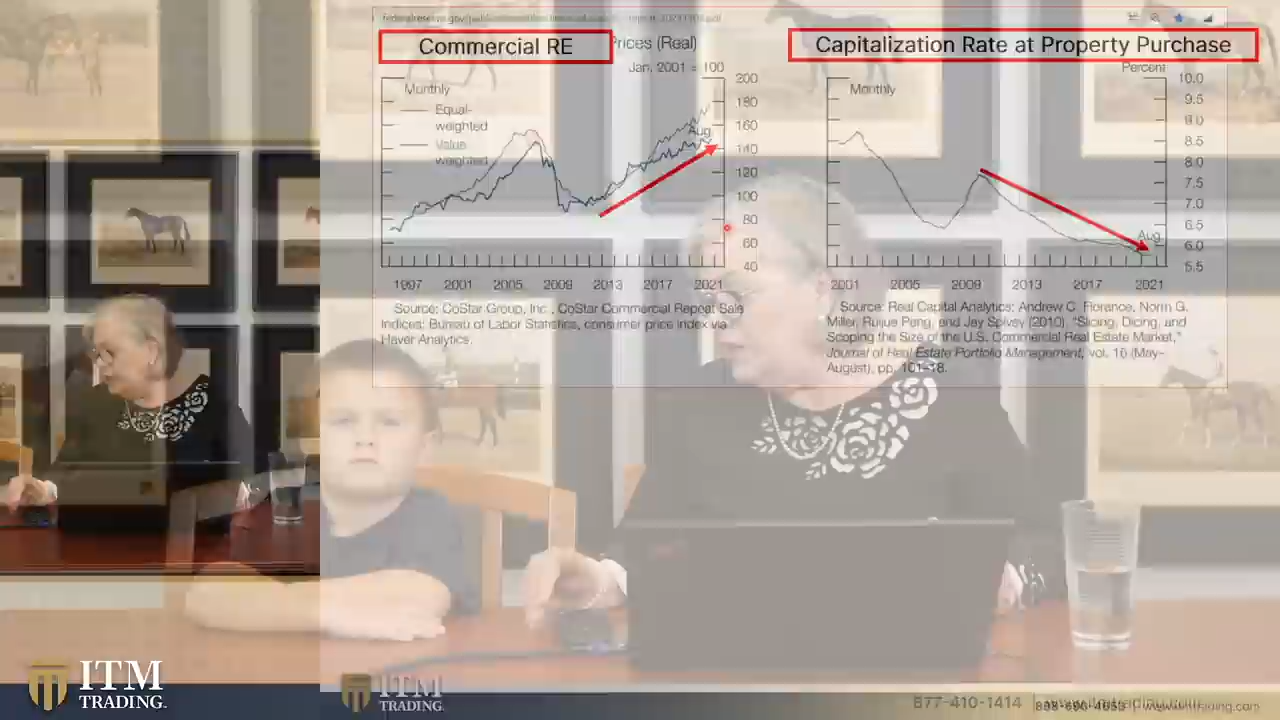 Commercial RE
Prices (Real)
Capitalization Rate at Property Purchase
Jan. 2001 = 100
Percent
Monthly
Equal-
weighted
Value
weighted
Aug.
200
180
160
140
120
100
80
60
40
1997 2001 2005 2009 2013 2017 2021
Source: CoStar Group, Inc., CoStar Commercial Repeat Sale
Indices; Bureau of Labor Statistics, consumer price index via
Haver Analytics.
Monthly
Aug.
10.0
9.5
9.0
8.5
8.0
7.5
7.0
6.5
6.0
5.5
2001 2005 2009 2013 2017 2021
Source: Real Capital Analytics; Andrew C. Florance, Norm G.
Miller, Ruijue Peng, and Jay Spivey (2010), "Slicing, Dicing, and
Scoping the Size of the U.S. Commercial Real Estate Market,"
Journal of Real Estate Portfolio Management, vol. 16 (May–
August), pp. 101–18.
ITM
TRADING.
ITM
TRADING.
877-410-1414 | www.itmtrading.com